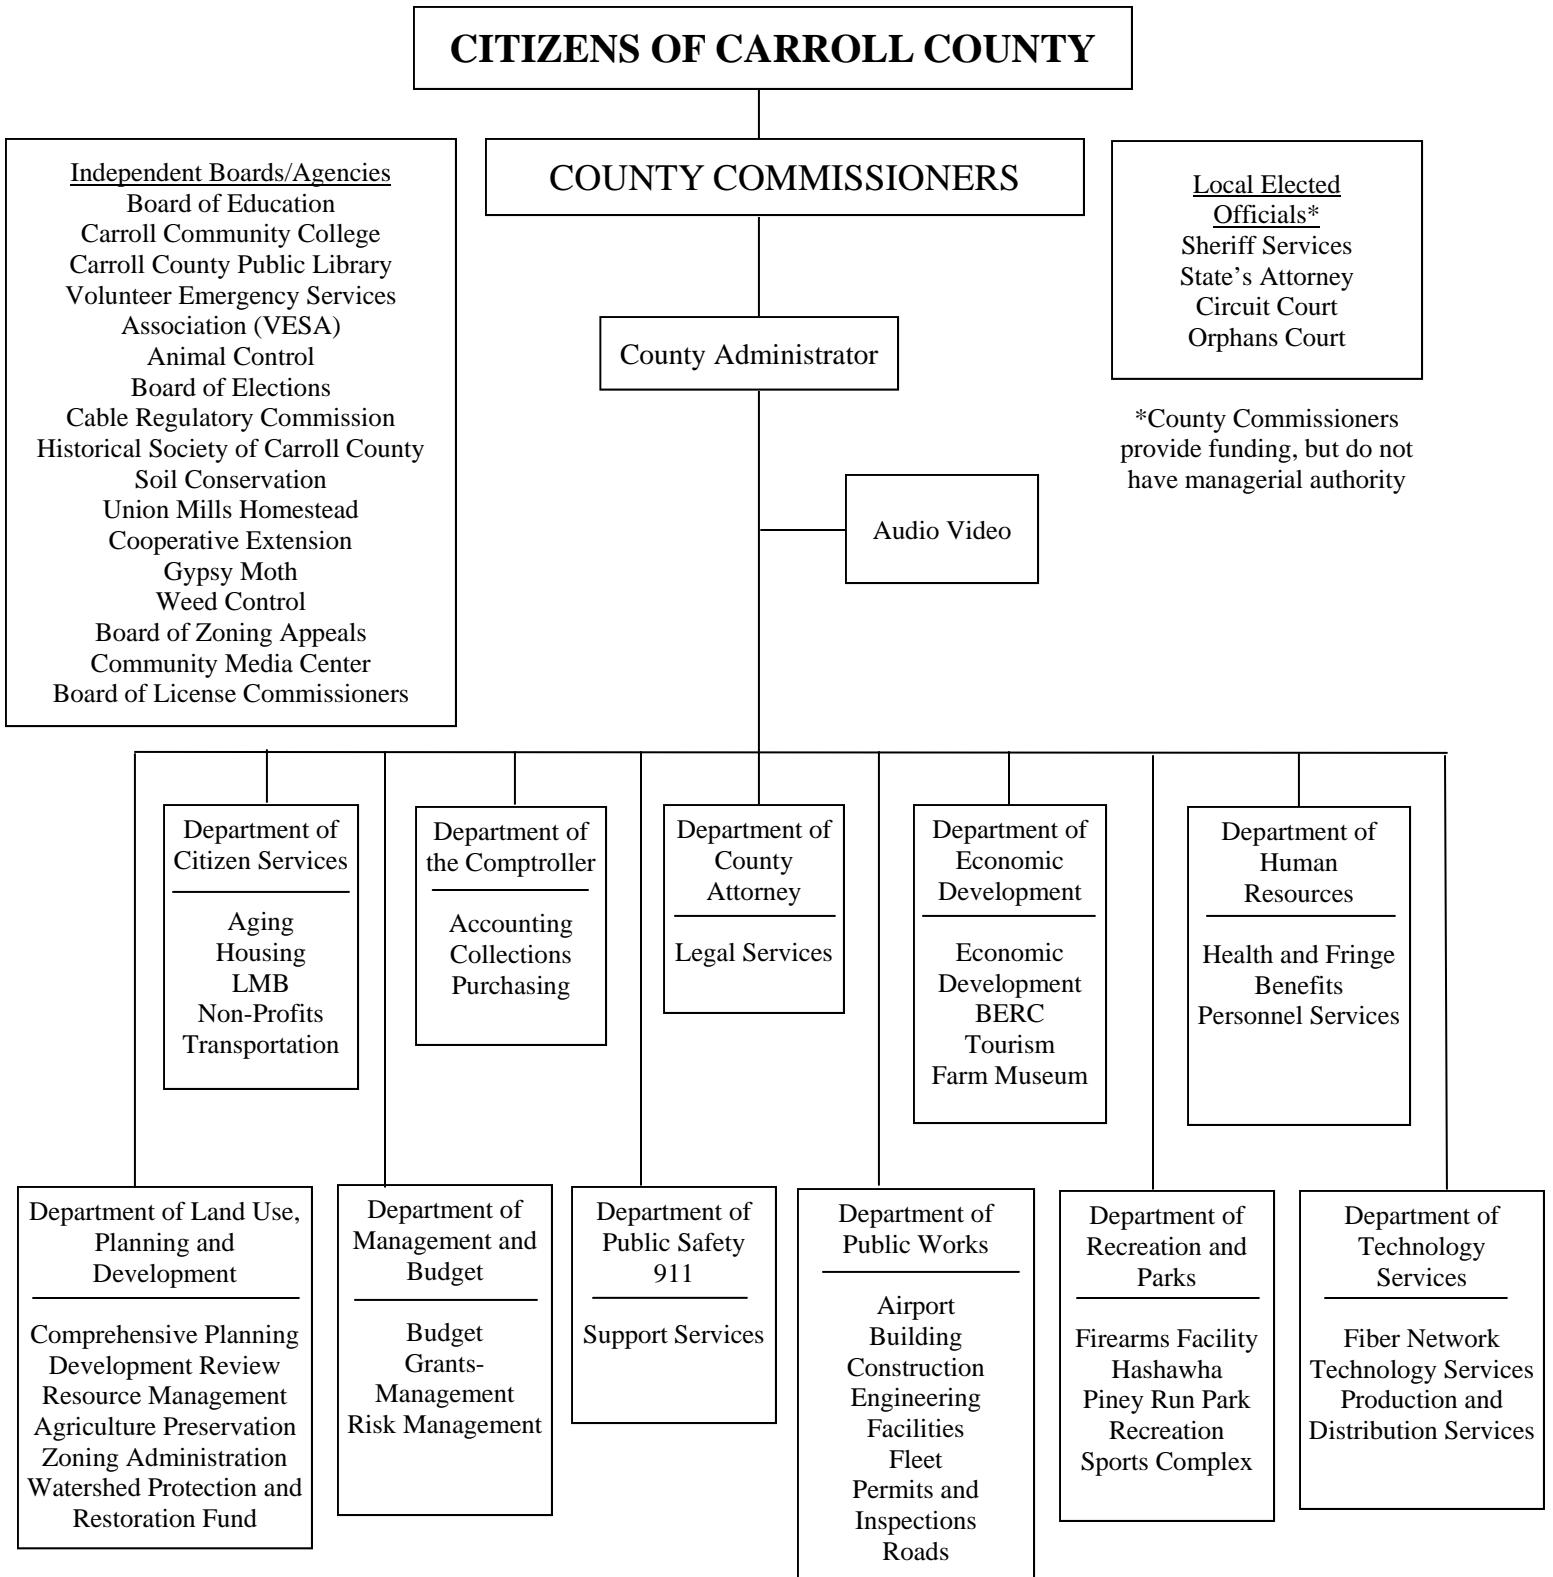 CITIZENS OF CARROLL COUNTY
COUNTY COMMISSIONERS
Independent Boards/Agencies
Board of Education
Carroll Community College
Carroll County Public Library
Volunteer Emergency Services
Association (VESA)
Animal Control
Board of Elections
Cable Regulatory Commission
Historical Society of Carroll County
Soil Conservation
Union Mills Homestead
Cooperative Extension
Gypsy Moth
Weed Control
Board of Zoning Appeals
Community Media Center
Board of License Commissioners
Local Elected
Officials*
Sheriff Services
State’s Attorney
Circuit Court
Orphans Court
*County Commissioners
provide funding, but do not
have managerial authority
County Administrator
Audio Video
Department of
Citizen Services
Aging
Housing
LMB
Non-Profits
Transportation
Department of
the Comptroller
Accounting
Collections
Purchasing
Department of
County
Attorney
Legal Services
Department of
Economic
Development
Economic
Development
BERC
Tourism
Farm Museum
Department of
Human
Resources
Health and Fringe
Benefits
Personnel Services
Department of Land Use,
Planning and
Development
Comprehensive Planning
Development Review
Resource Management
Agriculture Preservation
Zoning Administration
Watershed Protection and
Restoration Fund
Department of
Management and
Budget
Budget
Grants-
Management
Risk Management
Department of
Public Safety
911
Support Services
Department of
Public Works
Airport
Building
Construction
Engineering
Facilities
Fleet
Permits and
Inspections
Roads
Department of
Recreation and
Parks
Firearms Facility
Hashawha
Piney Run Park
Recreation
Sports Complex
Department of
Technology
Services
Fiber Network
Technology Services
Production and
Distribution Services